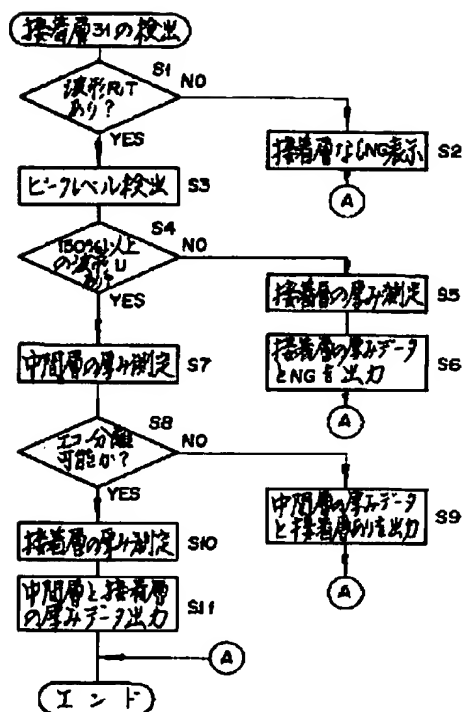 接着層31の検出
S1
波形R,T
あり?
NO
YES
接着層なしNG表示
S2
A
ピークレベル検出
S3
S4
150%以上
の波形U
あり?
NO
YES
接着層の厚み測定
S5
接着層の厚みデータ
とNGを出力
S6
A
中間層の厚み測定
S7
S8
エコー分離
可能か?
NO
YES
中間層の厚みデータ
と接着層ありを出力
S9
A
接着層の厚み測定
S10
中間層と接着層
の厚みデータ出力
S11
A
エンド